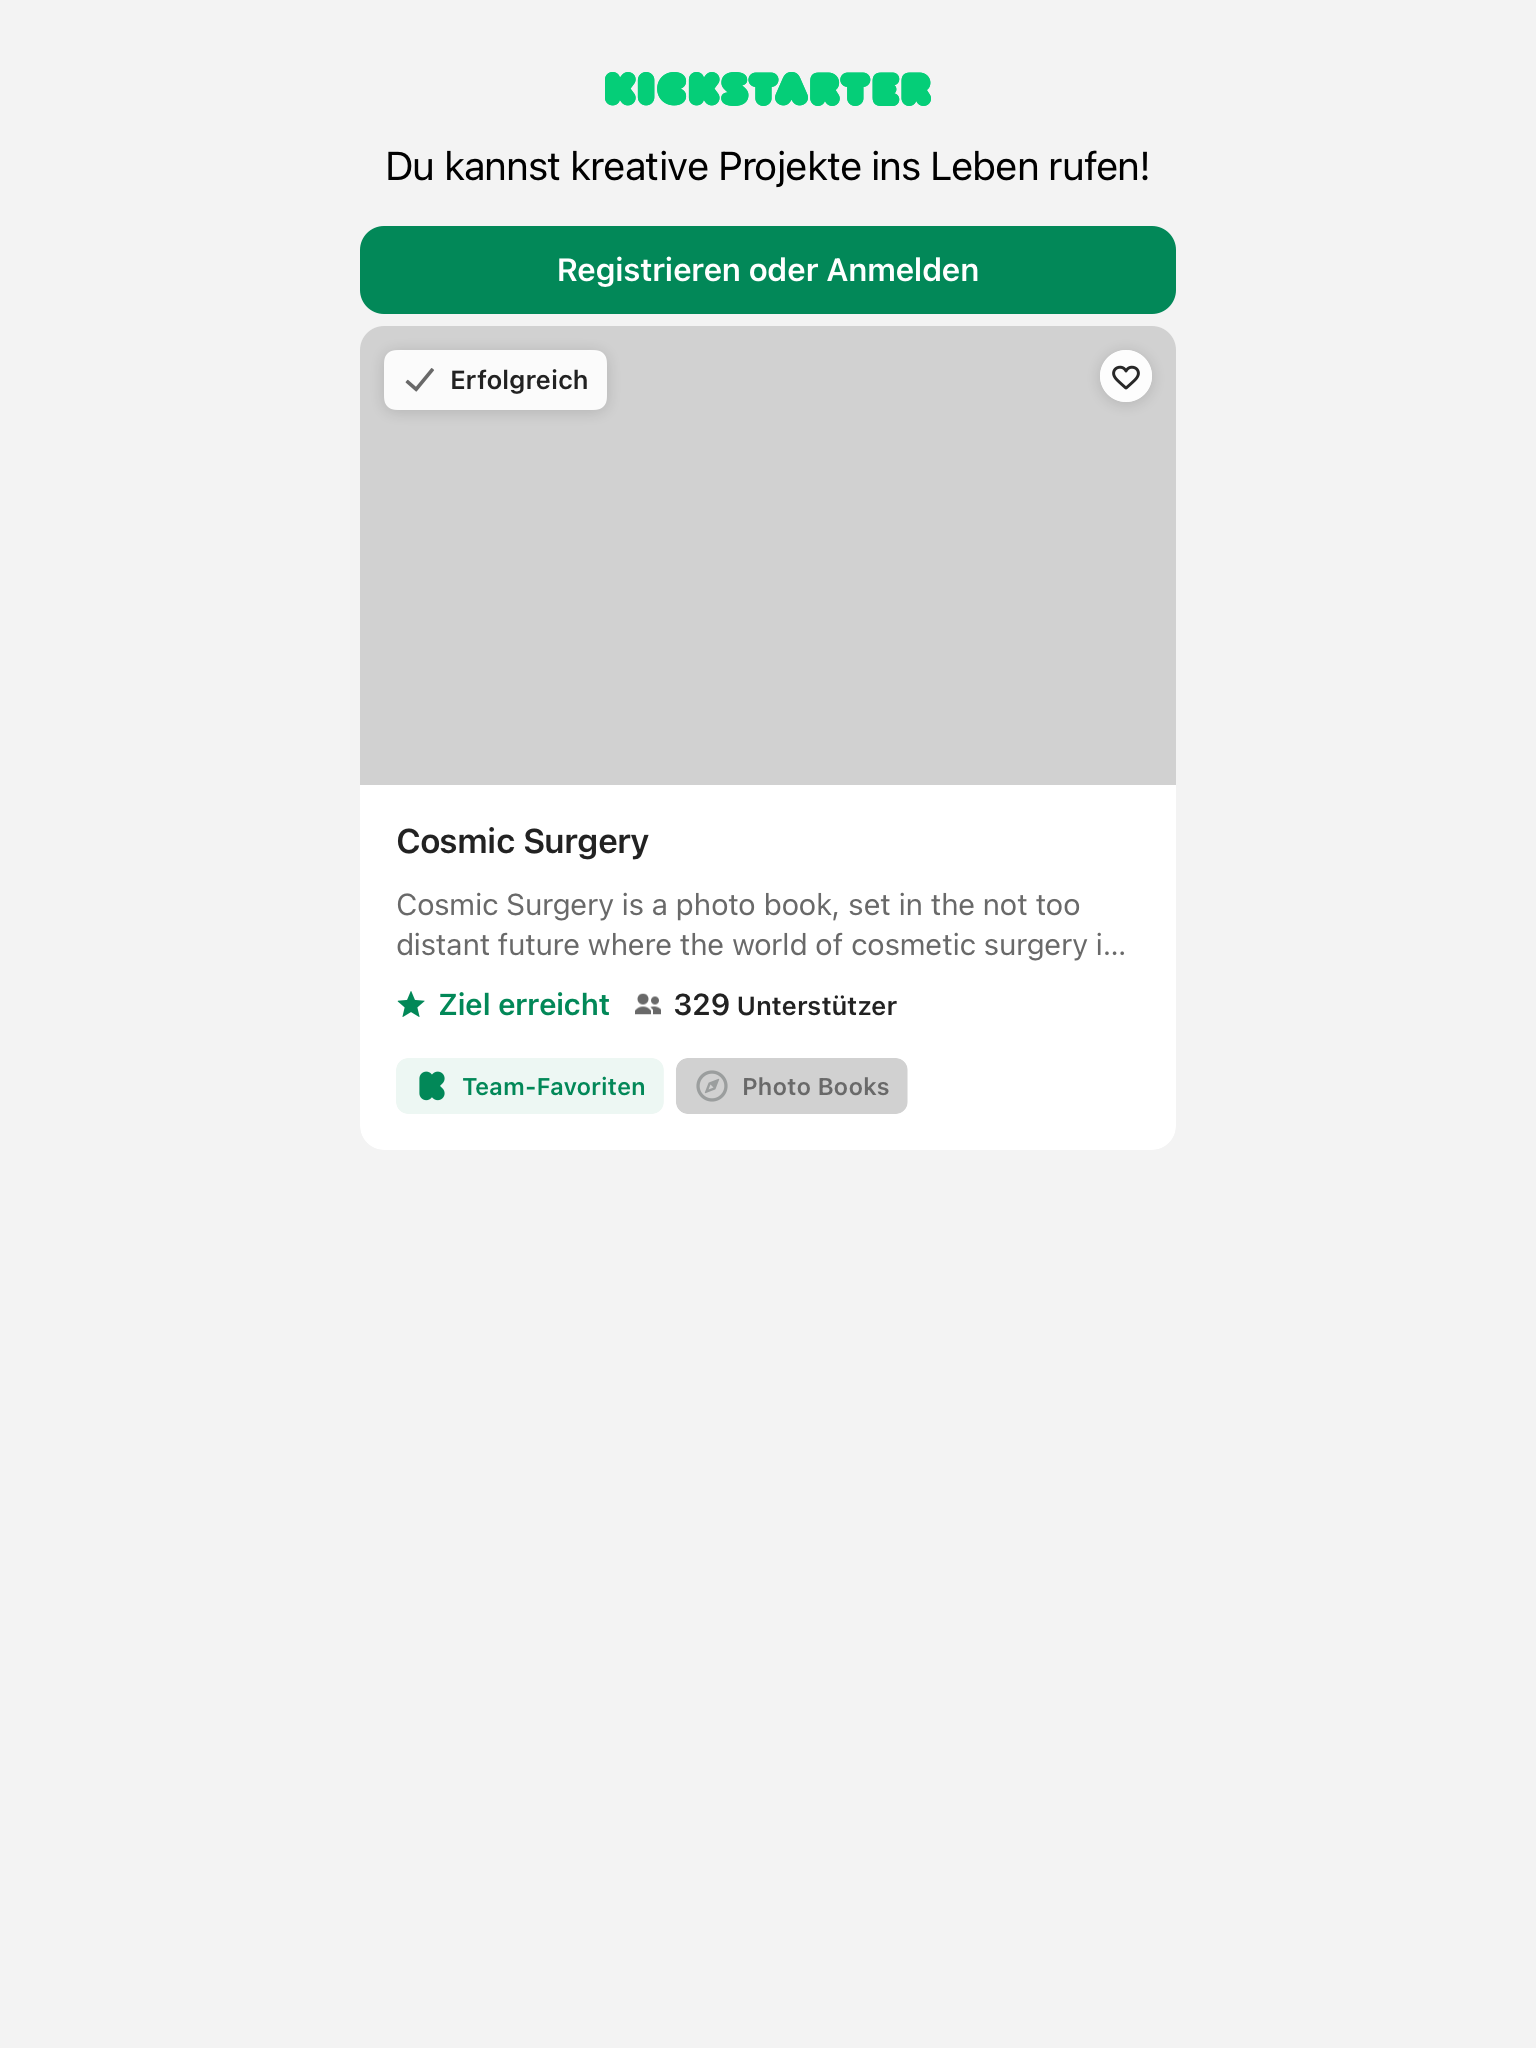 KICKSTARTER
Du kannst kreative Projekte ins Leben rufen!
Registrieren oder Anmelden
Erfolgreich
Cosmic Surgery
Cosmic Surgery is a photo book, set in the not too
distant future where the world of cosmetic surgery i...
Ziel erreicht 329 Unterstützer
Team-Favoriten Photo Books